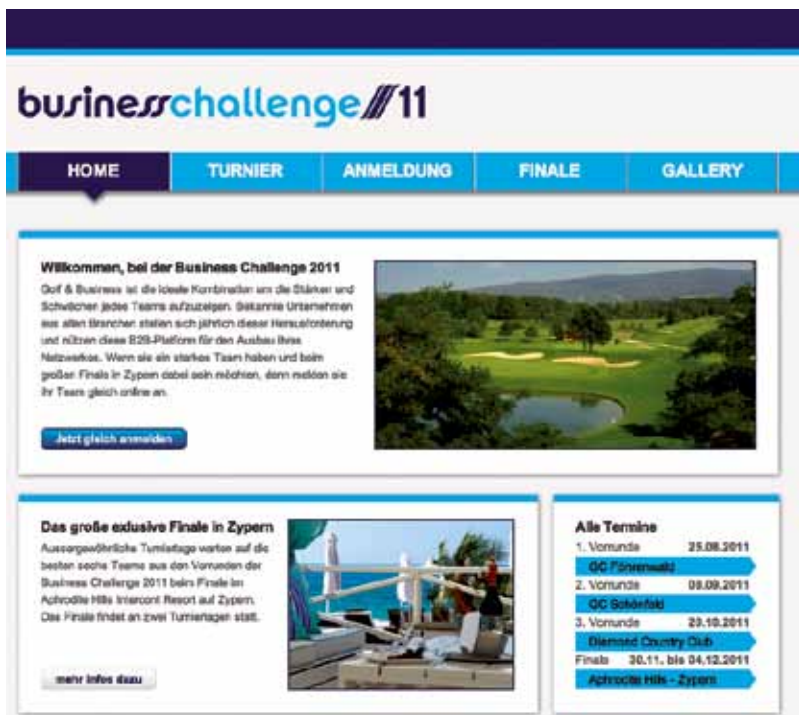 businesschallenge///11
HOME TURNIER ANMELDUNG FINALE GALLERY
Willkommen, bei der Business Challenge 2011
Golf & Business ist die ideale Kombination um die Stärken und
Schwächen jedes Teams aufzuzeigen. Bekannte Unternehmen
aus allen Branchen stellen sich jährlich dieser Herausforderung
und nützen diese B2B-Platform für den Ausbau Ihres
Netzwerkes. Wenn sie ein starkes Team haben und beim
großen Finale in Zypern dabei sein möchten, dann melden sie
ihr Team gleich online an.
Jetzt gleich anmelden
Das große exlusive Finale in Zypern
Aussergewöhnliche Turniertage warten auf die
besten sechs Teams aus den Vorrunden der
Business Challenge 2011 beim Finale im
Aphrodite Hills Intercont Resort auf Zypern.
Das Finale findet an zwei Turniertagen statt.
mehr Infos dazu
Alle Termine
1. Vorrunde 25.08.2011
GC Föhrenwald
2. Vorrunde 09.2011
GC Schönfeld
3. Vorrunde 10.2011
Diamond Country Club
Finale 30.11. bis 04.12.2011
Aphrodite Hills - Zypern